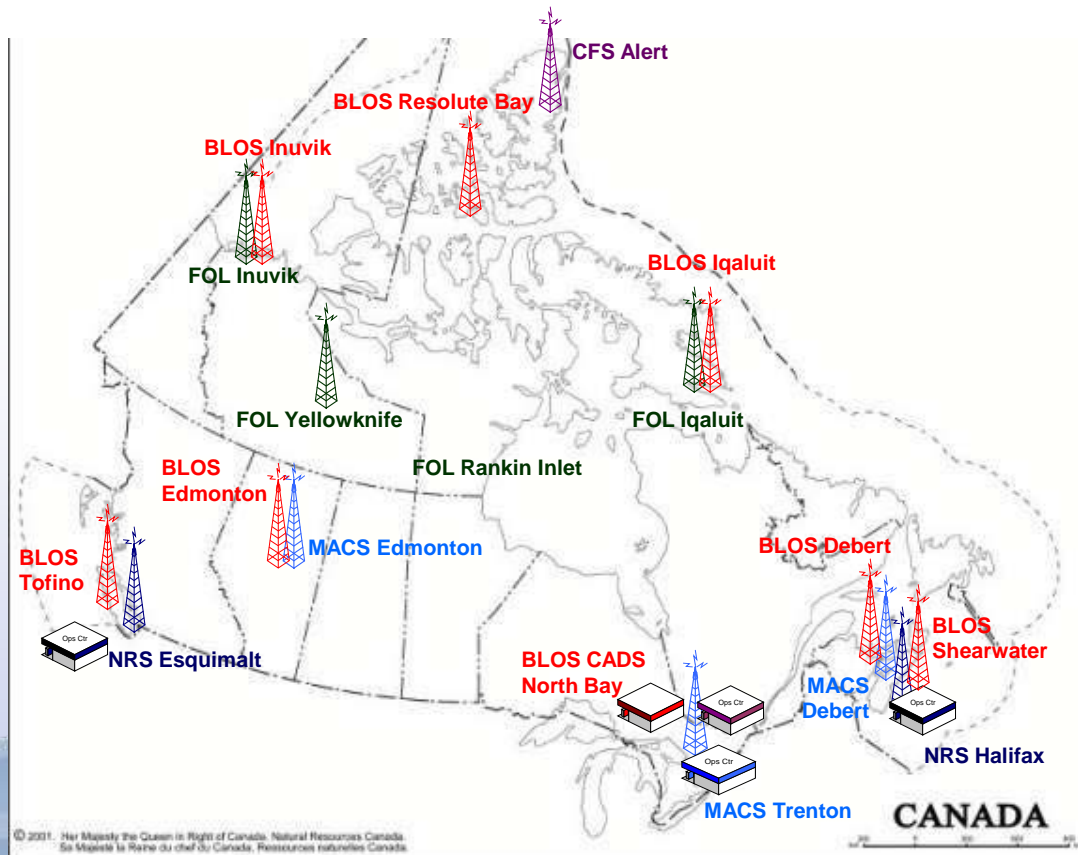 CFS Alert
BLOS Resolute Bay
BLOS Inuvik
FOL Inuvik
BLOS Iqaluit
FOL Yellowknife
FOL Iqaluit
FOL Rankin Inlet
BLOS
Edmonton
MACS Edmonton
BLOS
Tofino
BLOS Debert
Ops Ctr
NRS Esquimalt
BLOS
Shearwater
BLOS CADS
North Bay
MACS
Debert
Ops Ctr
Ops Ctr
NRS Halifax
Ops Ctr
MACS Trenton
CANADA
© 2001. Her Majesty the Queen in Right of Canada, Natural Resources Canada.
Sa Majesté la Reine du chef du Canada, Ressources naturelles Canada.